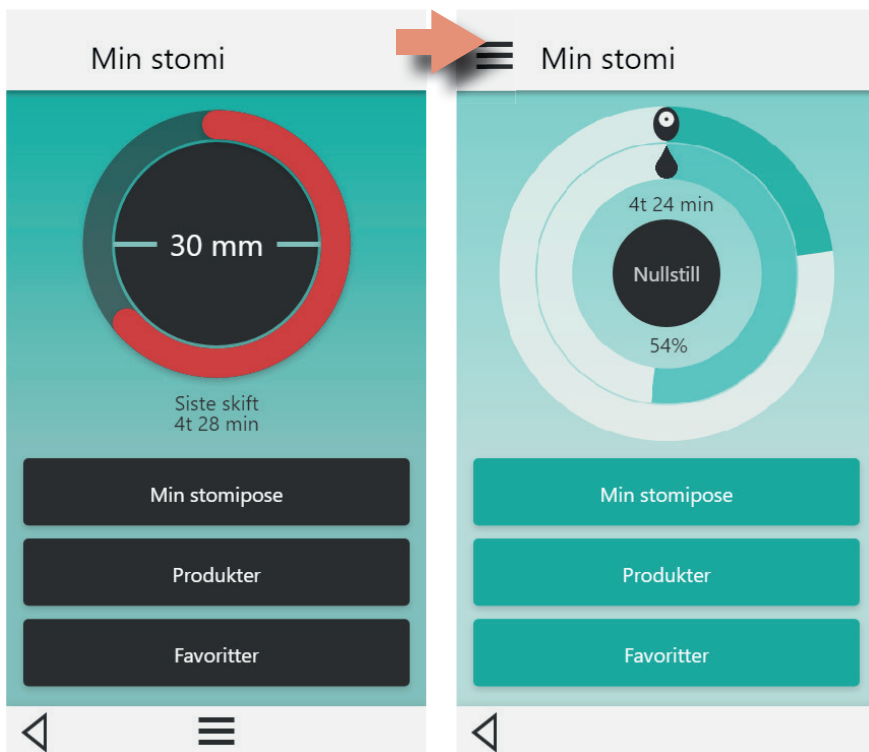 Min stomi
30 mm
Siste skift
4t 28 min
Min stomipose
Produkter
Favoritter
Min stomi
4t 24 min
Nullstill
54%
Min stomipose
Produkter
Favoritter